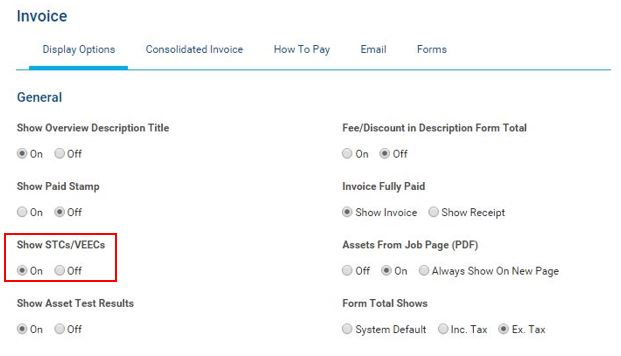 Invoice
Display Options Consolidated Invoice How To Pay Email Forms
General
Show Overview Description Title Fee/Discount in Description Form Total
On Off On Off
Show Paid Stamp Invoice Fully Paid
On Off Show Invoice Show Receipt
Show STCs/VEECs Assets From Job Page (PDF)
On Off Off On Always Show On New Page
Show Asset Test Results Form Total Shows
On Off System Default Inc. Tax Ex. Tax